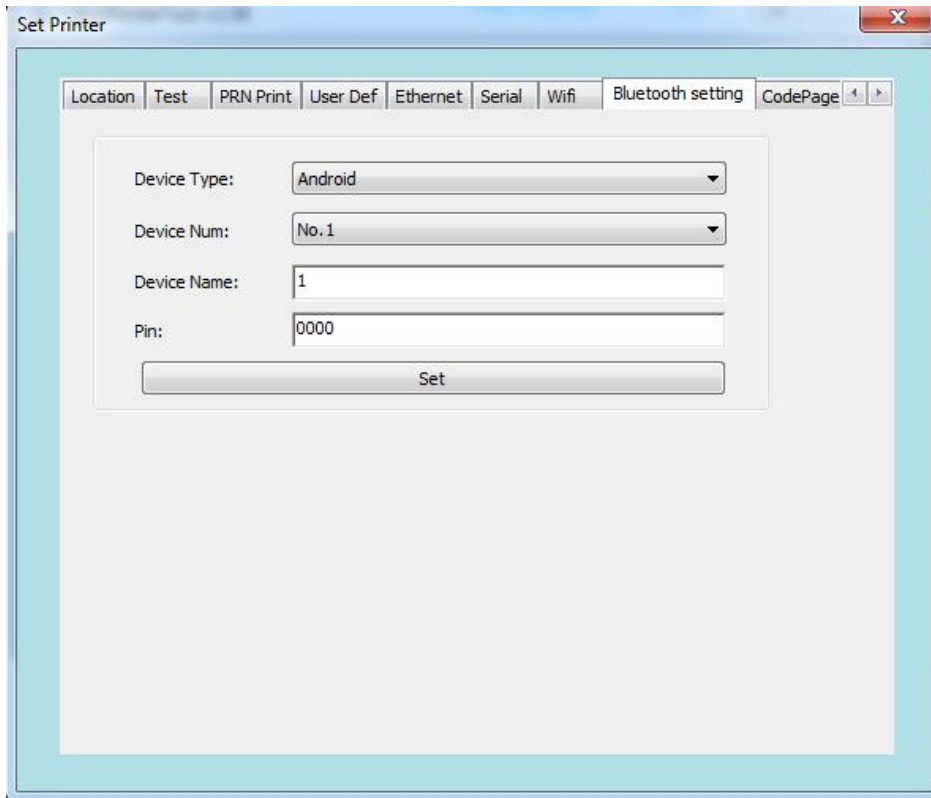 Set Printer
Location Test PRN Print User Def Ethernet Serial Wifi Bluetooth setting CodePage
Device Type: Android
Device Num: No.1
Device Name: 1
Pin: 0000
Set